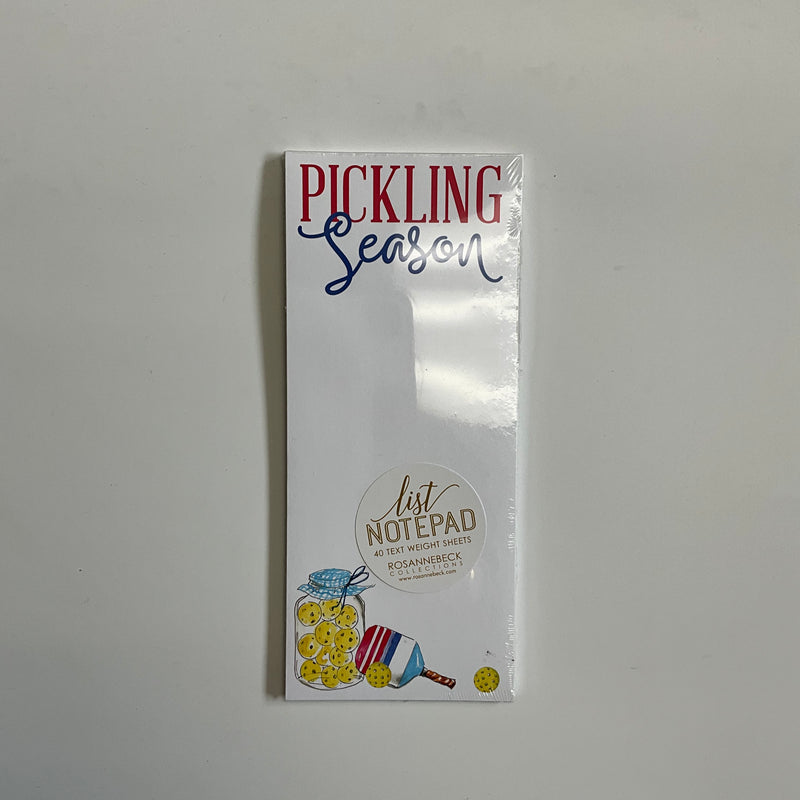 PICKLING
Season
list
NOTEPAD
40 TEXT WEIGHT SHEETS
ROSANNEBECK
COLLECTIONS
www.rosannebeck.com